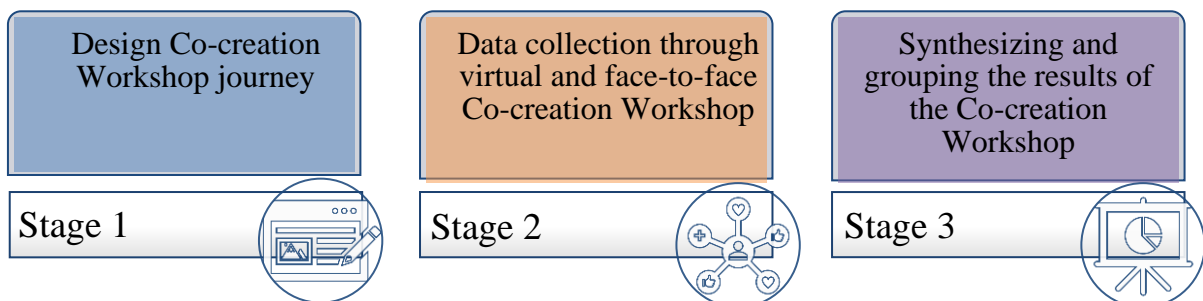 Design Co-creation
Workshop journey
Data collection through
virtual and face-to-face
Co-creation Workshop
Synthesizing and
grouping the results of
the Co-creation
Workshop
Stage 1
Stage 2
Stage 3